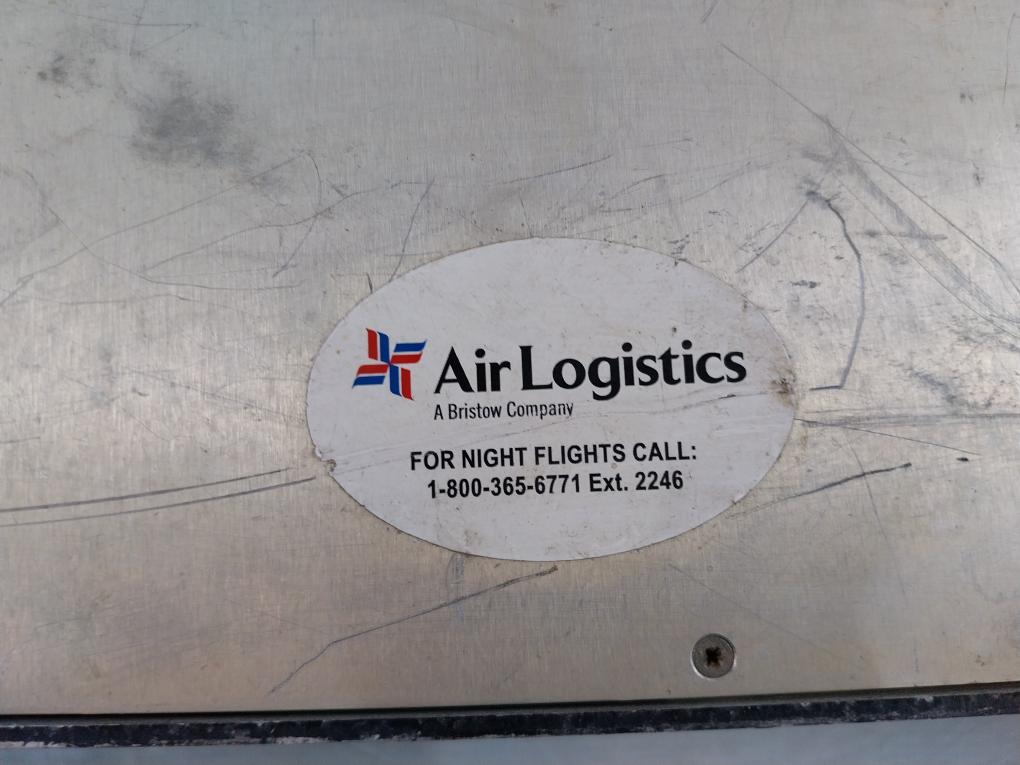 Air Logistics
A Bristow Company
FOR NIGHT FLIGHTS CALL:
1-800-365-6771 Ext. 2246